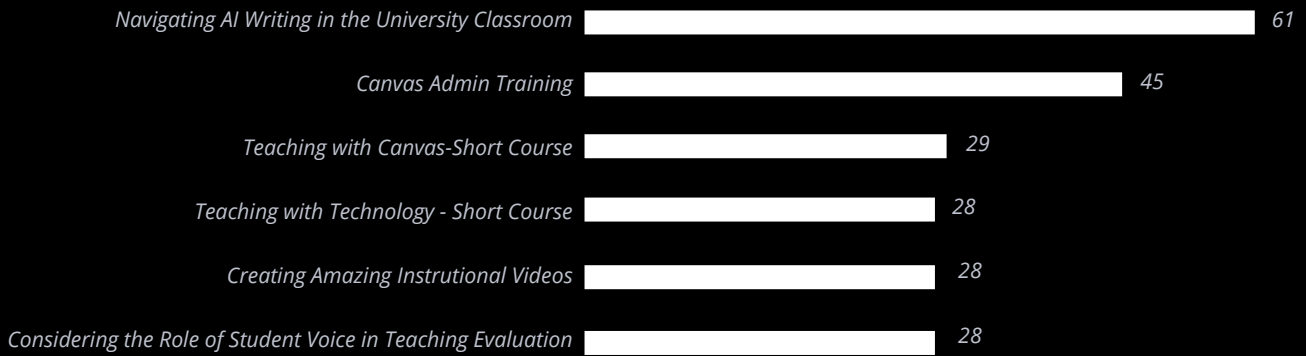 Navigating AI Writing in the University Classroom 61
Canvas Admin Training 45
Teaching with Canvas-Short Course 29
Teaching with Technology - Short Course 28
Creating Amazing Instrutional Videos 28
Considering the Role of Student Voice in Teaching Evaluation 28